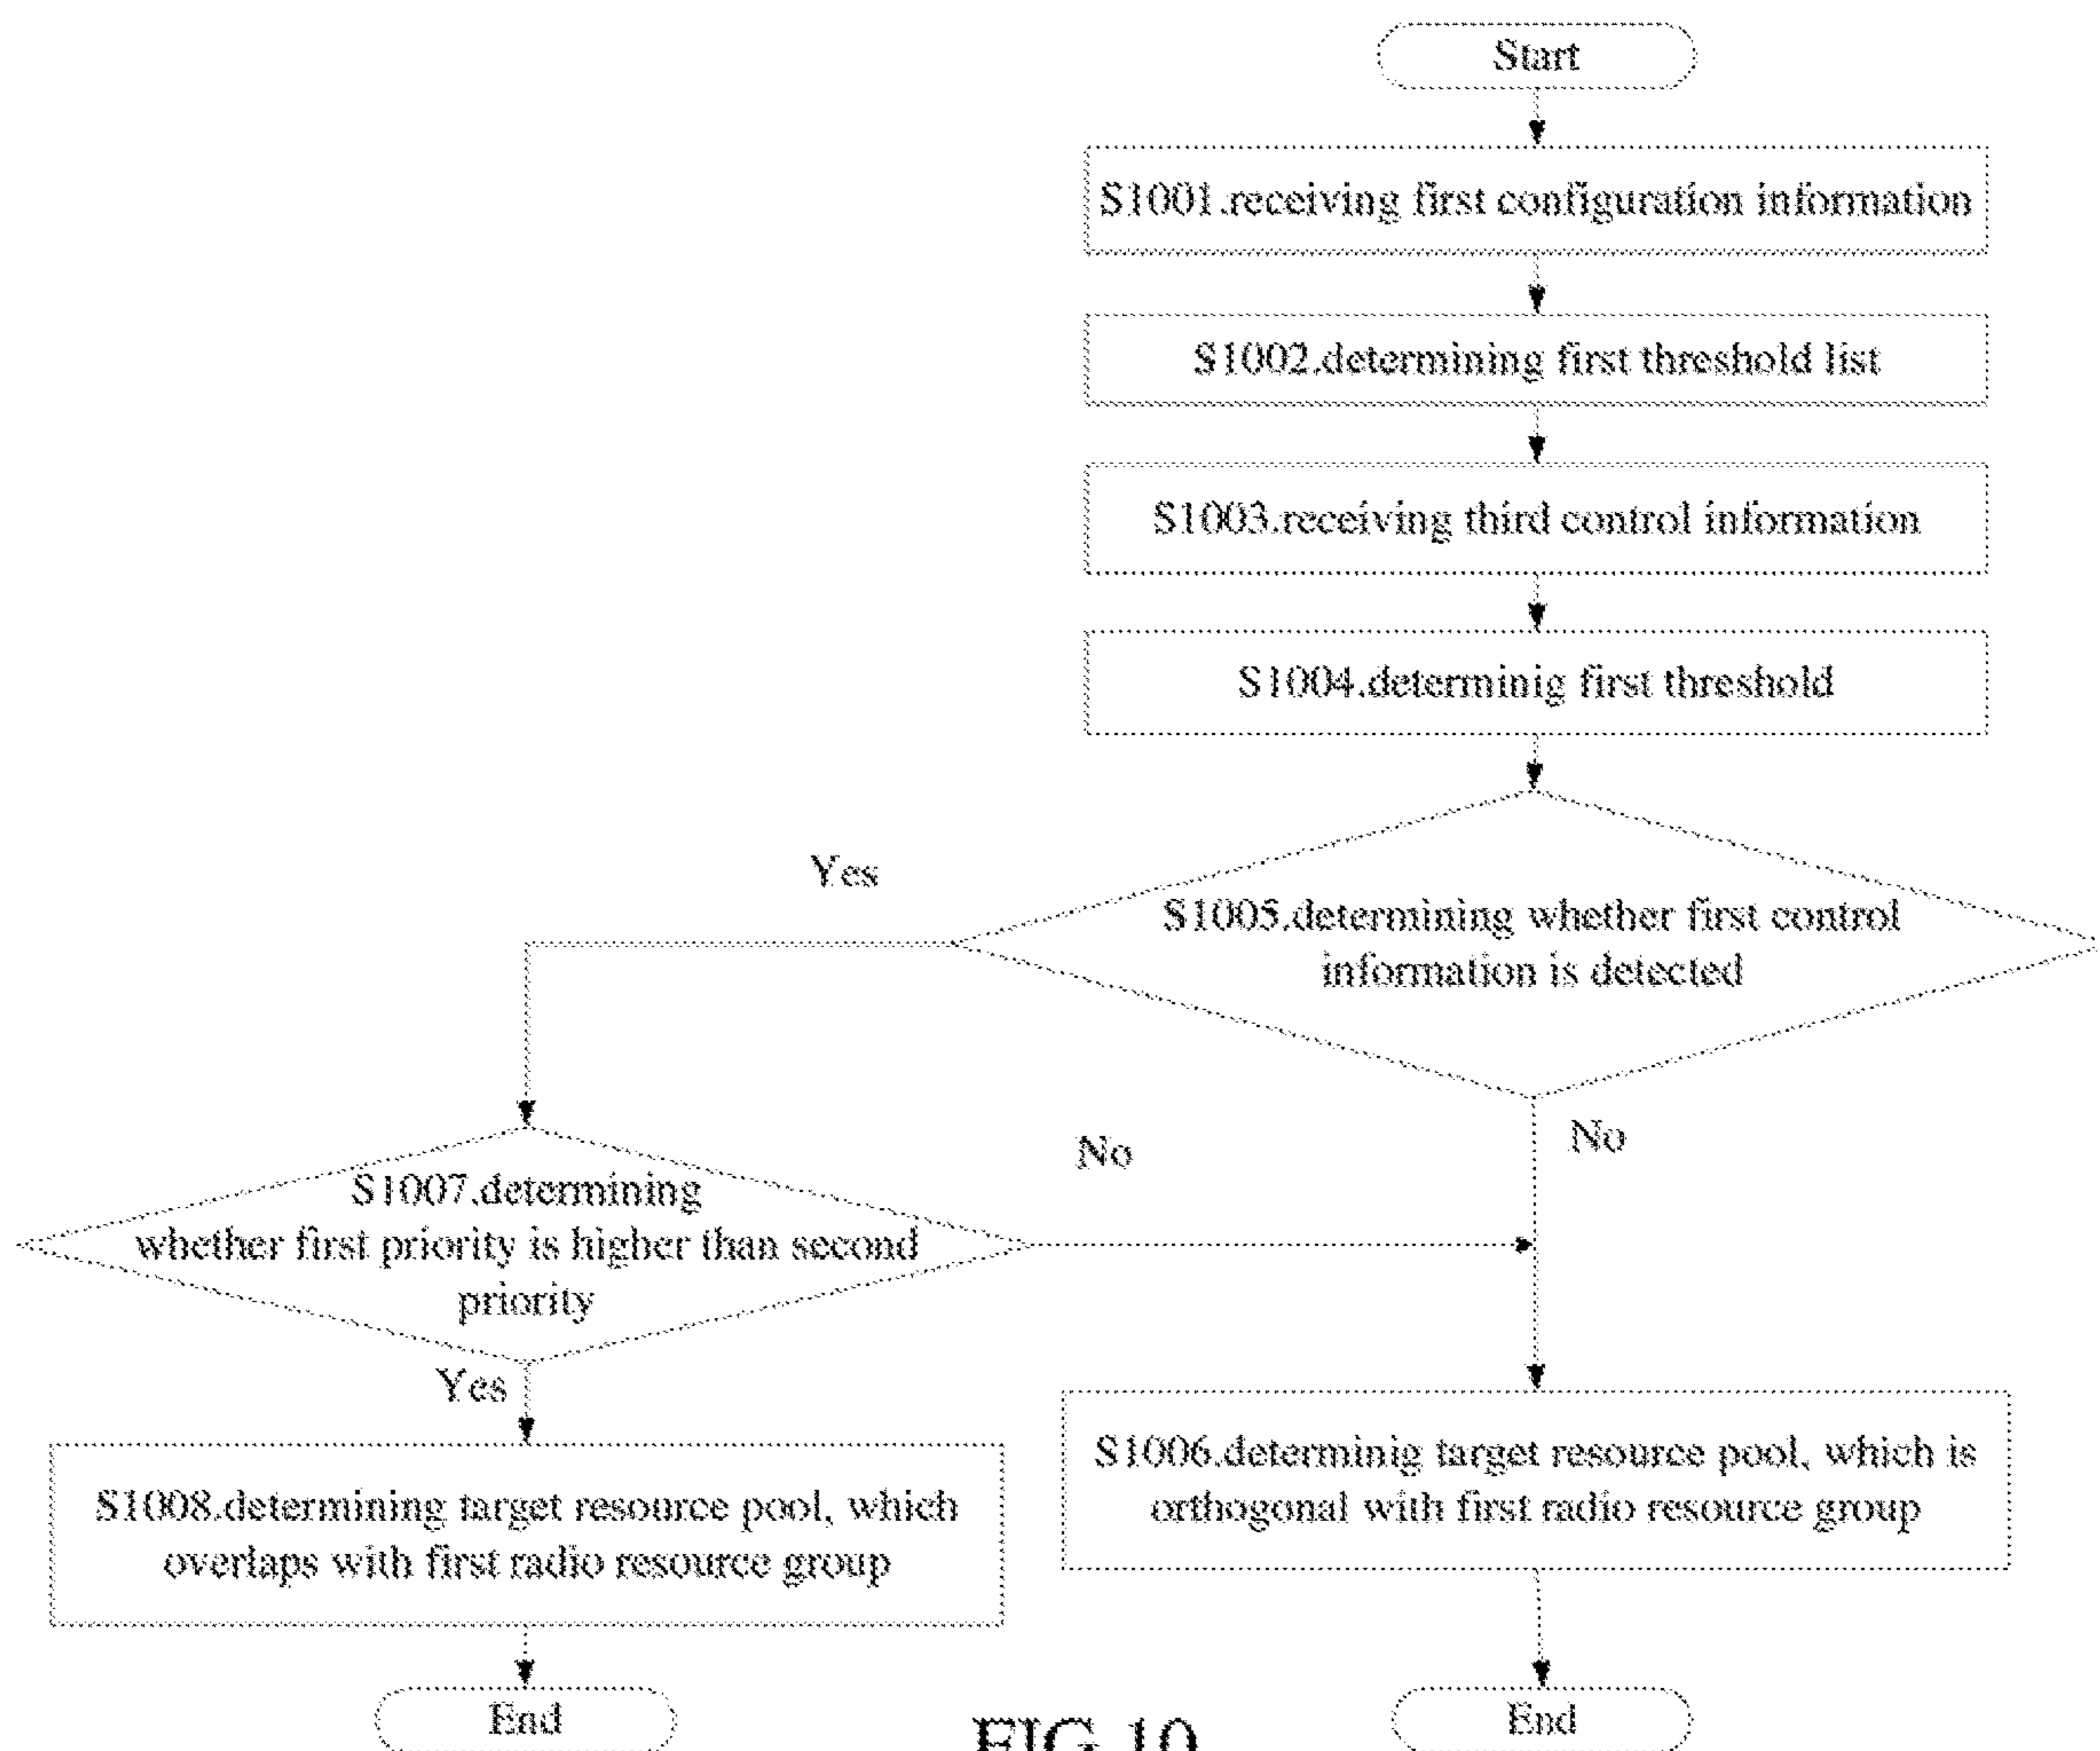 Start
S1001.receiving first configuration information
S1002.determining first threshold list
S1003.receiving third control information
S1004.determinig first threshold
Yes
S1005.determining whether first control
information is detected
No
No
S1007.determining
whether first priority is higher than second
priority
Yes
S1006.determinig target resource pool, which is
orthogonal with first radio resource group
S1008.determining target resource pool, which
overlaps with first radio resource group
End
End
FIG.10